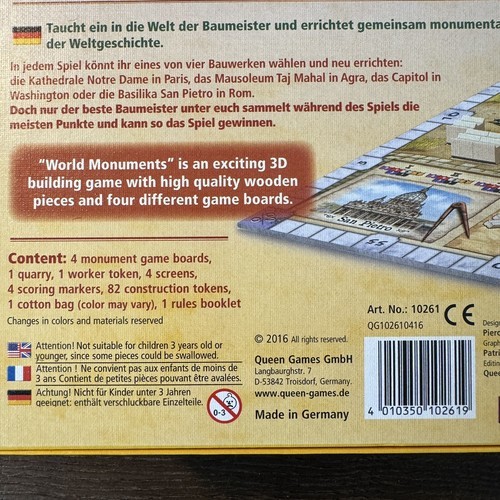 Taucht ein in die Welt der Baumeister und errichtet gemeinsam
der Weltgeschichte.
In jedem Spiel könnt ihr eines von vier Bauwerken wählen und neu errichten:
die Kathedrale Notre Dame in Paris, das Mausoleum Taj Mahal in Agra, das Capitol in
Washington oder die Basilika San Pietro in Rom.
Doch nur der beste Baumeister unter euch sammelt während des Spiels die
meisten Punkte und kann so das Spiel gewinnen.
"World Monuments" is an exciting 3D
building game with high quality wooden
pieces and four different game boards.
San Pietro
55
Content: 4 monument game boards,
1 quarry, 1 worker token, 4 screens,
4 scoring markers, 82 construction tokens,
1 cotton bag (color may vary), 1 rules booklet
Changes in colors and materials reserved
Attention! Not suitable for children 3 years old or
younger, since some pieces could be swallowed.
Attention ! Ne convient pas aux enfants de moins de
3 ans Contient de petites pièces pouvant être avalées.
Achtung! Nicht für Kinder unter 3 Jahren
geeignet: enthält verschluckbare Einzelteile.
0-3
© 2016 All rights reserved.
Queen Games GmbH
Langbaurghstr. 7
D-53842 Troisdorf, Germany.
www.queen-games.de
Made in Germany
Art. No.: 10261
QG102610416
CE
4 010350 102619